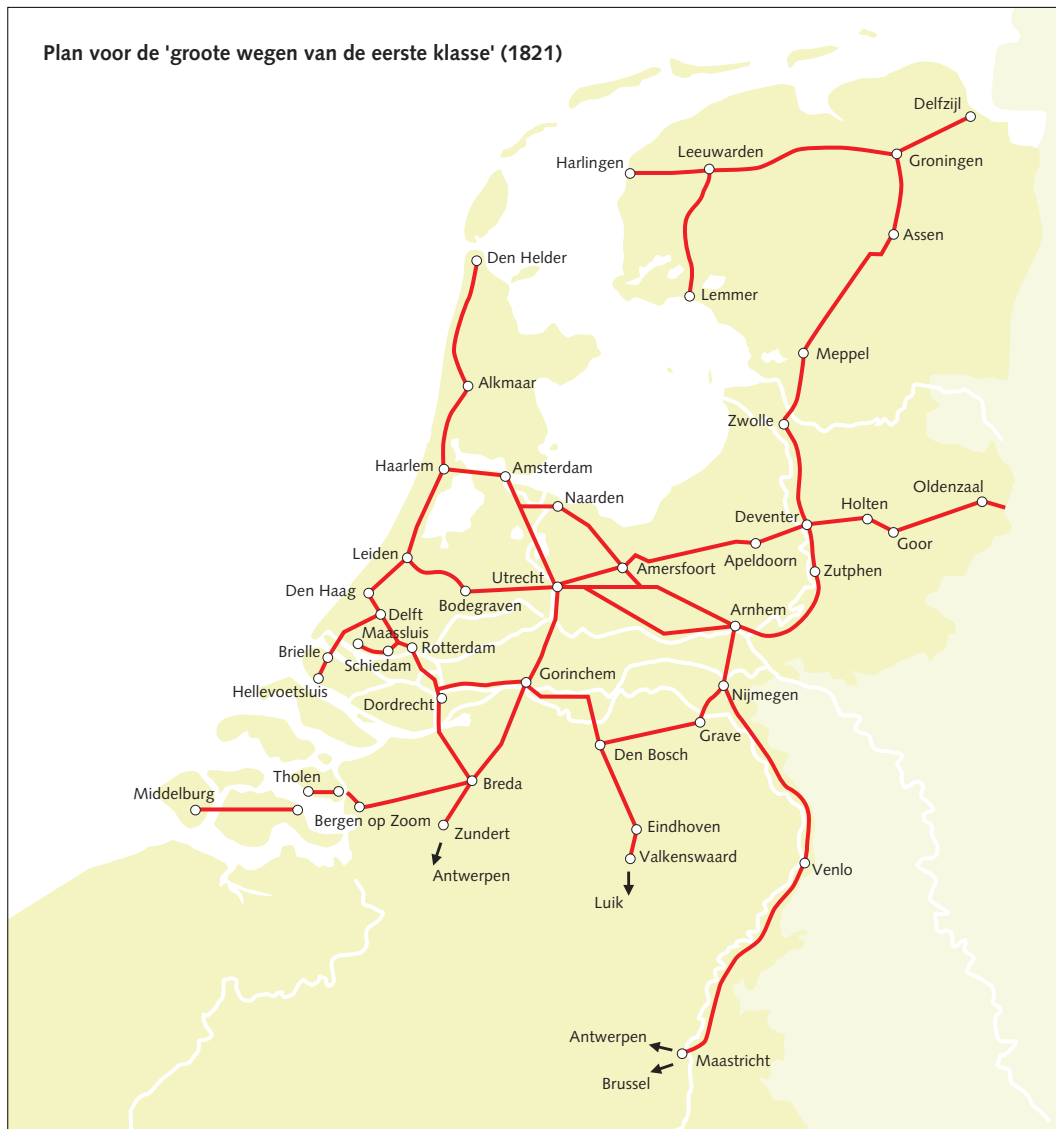 Plan voor de 'groote wegen van de eerste klasse' (1821)
Delfzijl
Harlingen
Leeuwarden
Groningen
Assen
Den Helder
Lemmer
Meppel
Alkmaar
Zwolle
Haarlem
Amsterdam
Naarden
Oldenzaal
Holten
Deventer
Goor
Leiden
Apeldoorn
Amersfoort
Zutphen
Utrecht
Den Haag
Bodegraven
Arnhem
Delft
Maassluis
Rotterdam
Brielle
Schiedam
Gorinchem
Hellevoetsluis
Nijmegen
Dordrecht
Grave
Den Bosch
Tholen
Breda
Middelburg
Bergen op Zoom
Zundert
Eindhoven
Valkenswaard
Antwerpen
Venlo
Luik
Antwerpen
Maastricht
Brussel